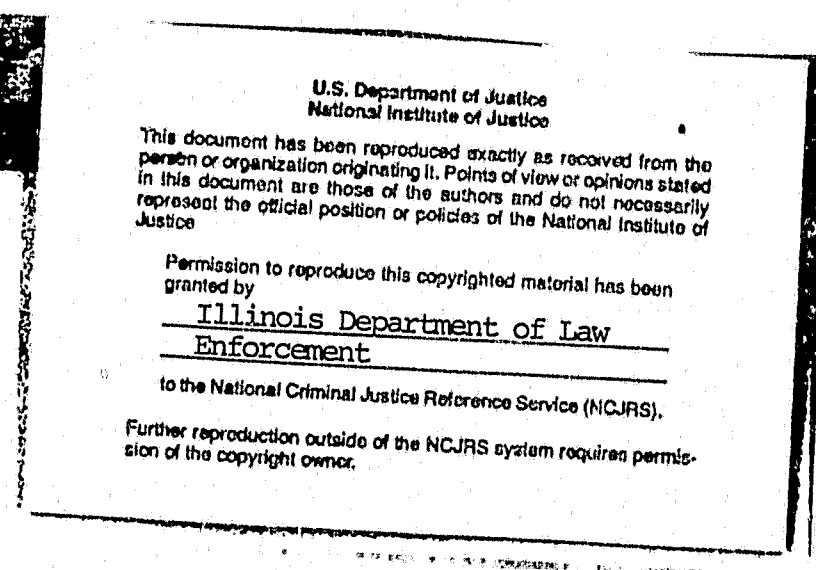 U.S. Department of Justice
National Institute of Justice
This document has been reproduced exactly as received from the
person or organization originating it. Points of view or opinions stated
in this document are those of the authors and do not necessarily
represent the official position or policies of the National Institute of
Justice
Permission to reproduce this copyrighted material has been
granted by
Illinois Department of Law
Enforcement
to the National Criminal Justice Reference Service (NCJRS).
Further reproduction outside of the NCJRS system requires permis-
sion of the copyright owner.